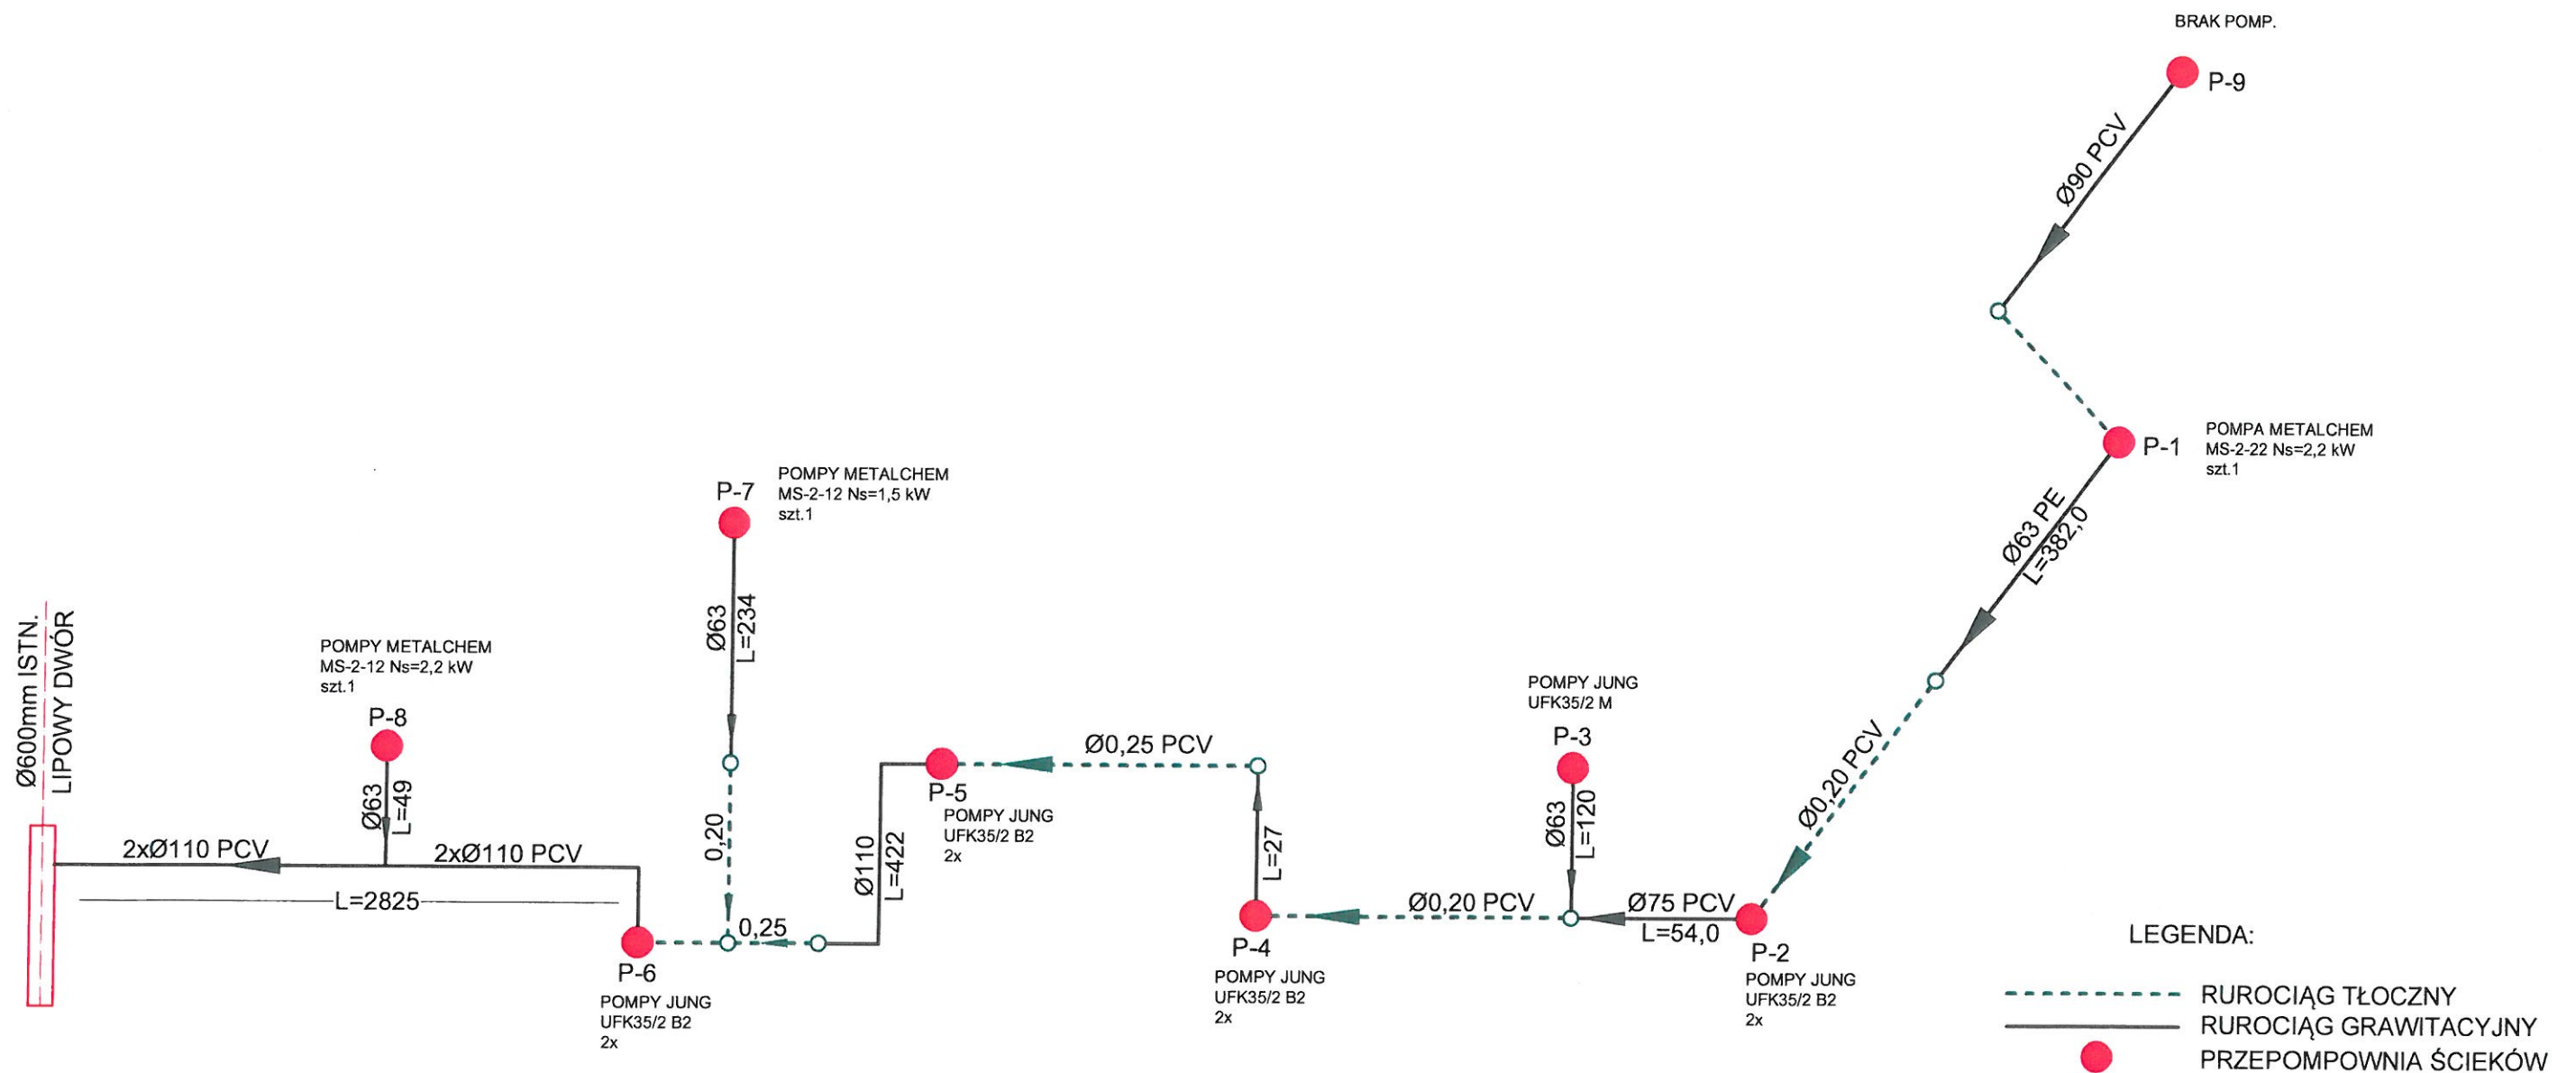 BRAK POMP.
P-9
Ø90 PCV
P-1
POMPA METALCHEM
MS-2-22 Ns=2,2 kW
szt.1
Ø63 PE
L=382,0
Ø0,20 PCV
P-7
POMPY METALCHEM
MS-2-12 Ns=1,5 kW
szt.1
Ø63
L=234
0,20
Ø600mm ISTN.
LIPOWY DWÓR
POMPY METALCHEM
MS-2-12 Ns=2,2 kW
szt.1
P-8
Ø63
L=49
2xØ110 PCV
2xØ110 PCV
L=2825
P-6
POMPY JUNG
UFK35/2 B2
2x
0,25
Ø110
L=422
P-5
POMPY JUNG
UFK35/2 B2
2x
Ø0,25 PCV
L=27
P-4
POMPY JUNG
UFK35/2 B2
2x
Ø0,20 PCV
POMPY JUNG
UFK35/2 M
P-3
Ø63
L=120
Ø75 PCV
L=54,0
P-2
POMPY JUNG
UFK35/2 B2
2x
LEGENDA:
RUROCIĄG TŁOCZNY
RUROCIĄG GRAWITACYJNY
PRZEPOMPOWNIA ŚCIEKÓW